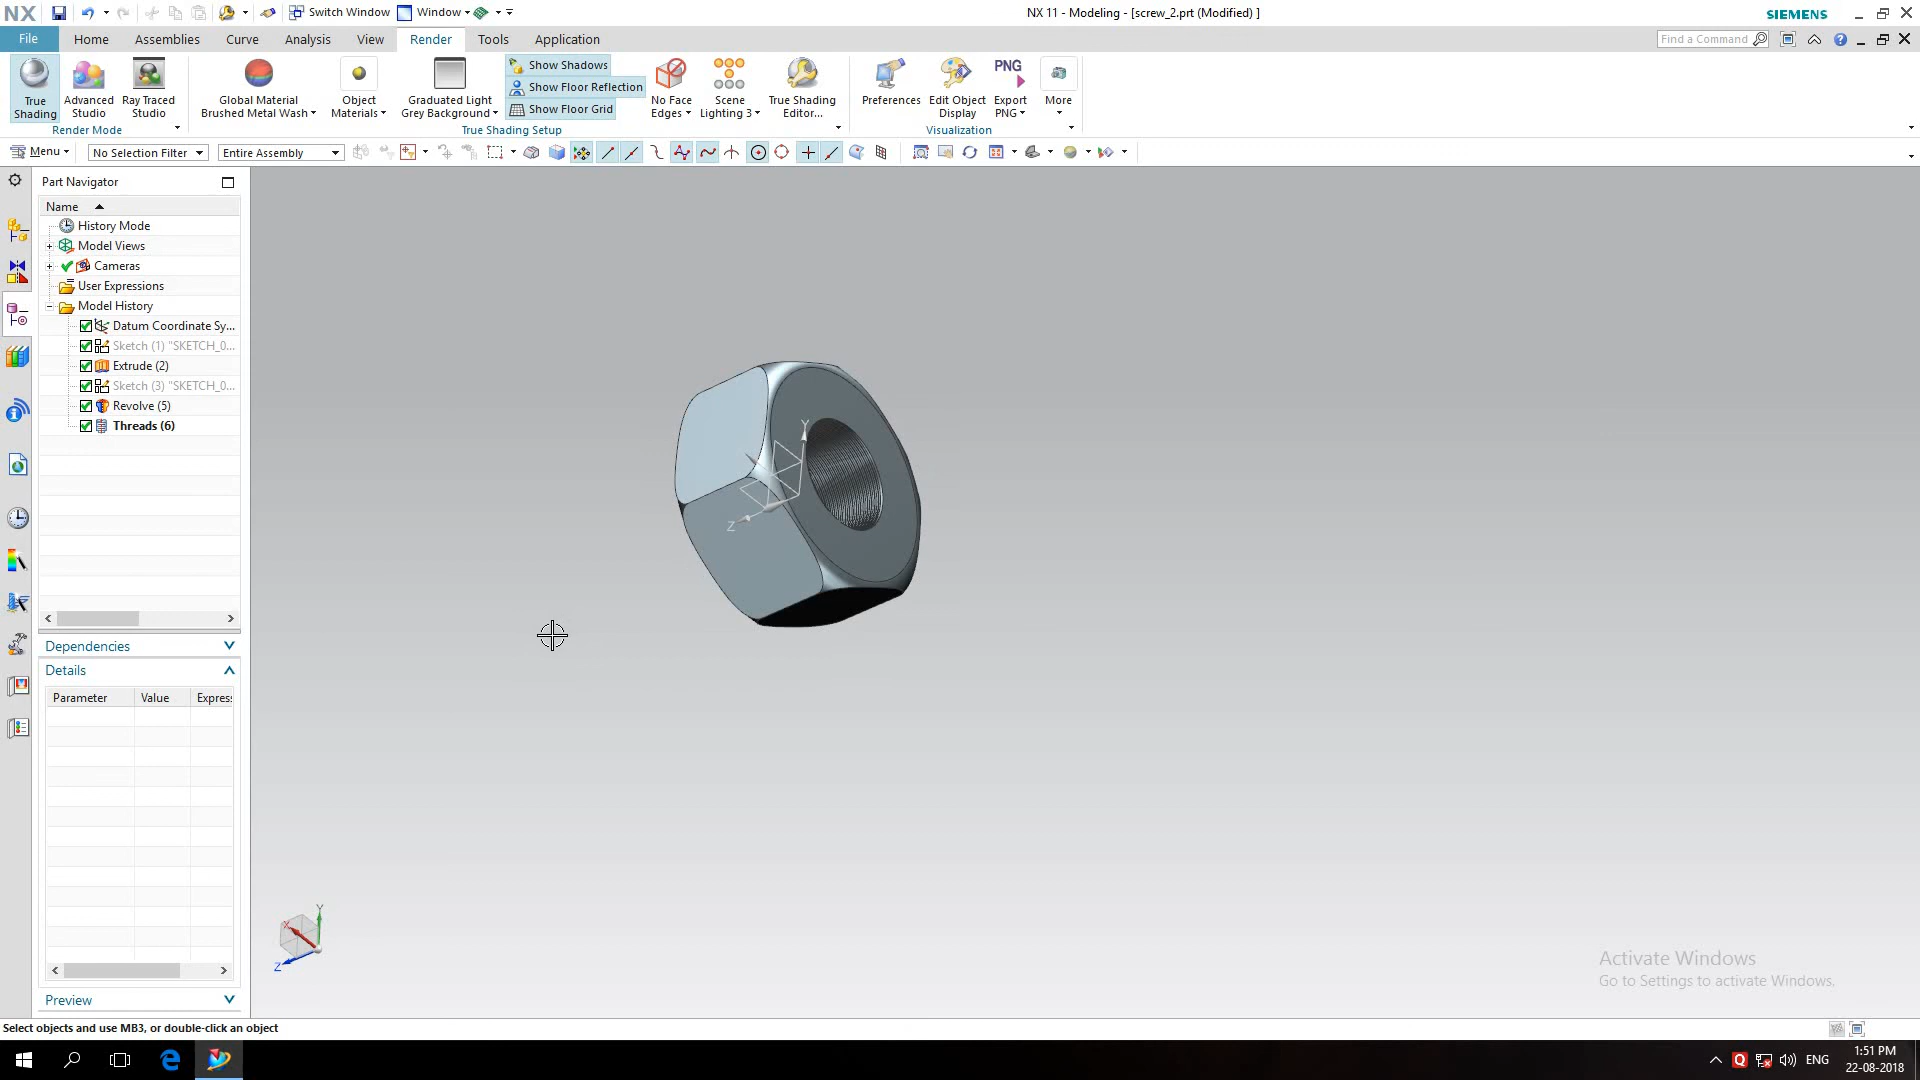 NX Switch Window Window NX 11 - Modeling - [screw_2.prt (Modified) ] SIEMENS
File Home Assemblies Curve Analysis View Render Tools Application Find a Command
True Shading
Advanced Studio
Ray Traced Studio
Global Material Brushed Metal Wash
Object Materials
Graduated Light Grey Background
Show Shadows
Show Floor Reflection
Show Floor Grid
No Face Edges
Scene Lighting 3
True Shading Editor...
Preferences
Edit Object Display
PNG
Export PNG
More
Render Mode True Shading Setup Visualization
Menu No Selection Filter Entire Assembly
Part Navigator
Name
History Mode
Model Views
Cameras
User Expressions
Model History
Datum Coordinate Sy...
Sketch (1) "SKETCH_0...
Extrude (2)
Sketch (3) "SKETCH_0...
Revolve (5)
Threads (6)
Y
Z
Dependencies
Details
Parameter Value Expres
Y
X
Z
Activate Windows
Go to Settings to activate Windows.
Preview
Select objects and use MB3, or double-click an object
ENG 1:51 PM
22-08-2018